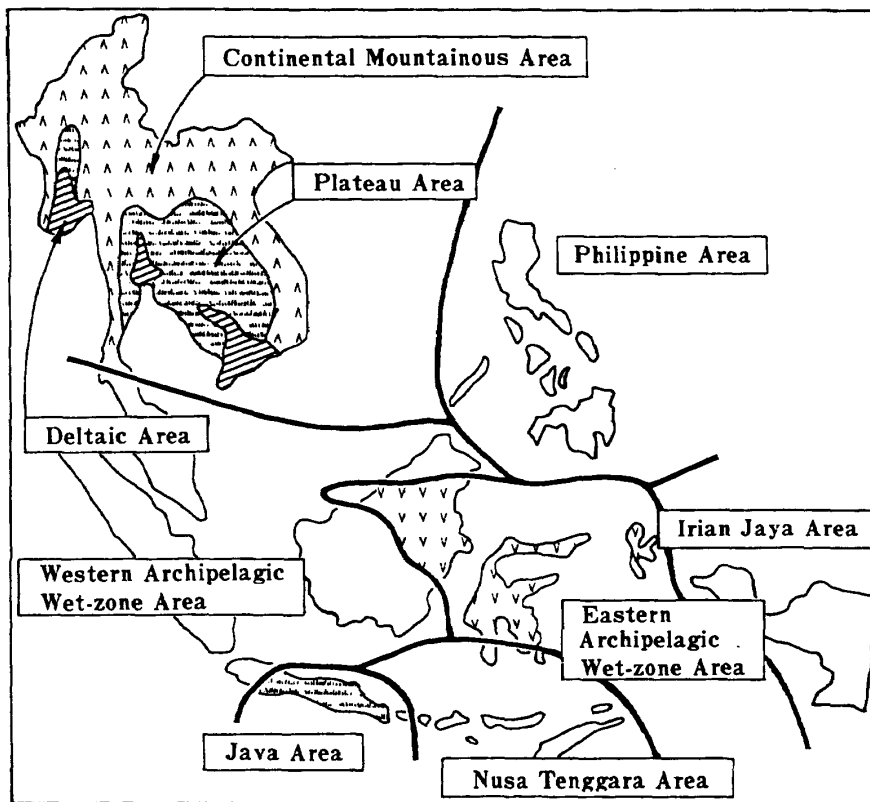 Continental Mountainous Area
Plateau Area
Philippine Area
Deltaic Area
Irian Jaya Area
Western Archipelagic
Wet-zone Area
Eastern
Archipelagic
Wet-zone Area
Java Area
Nusa Tenggara Area